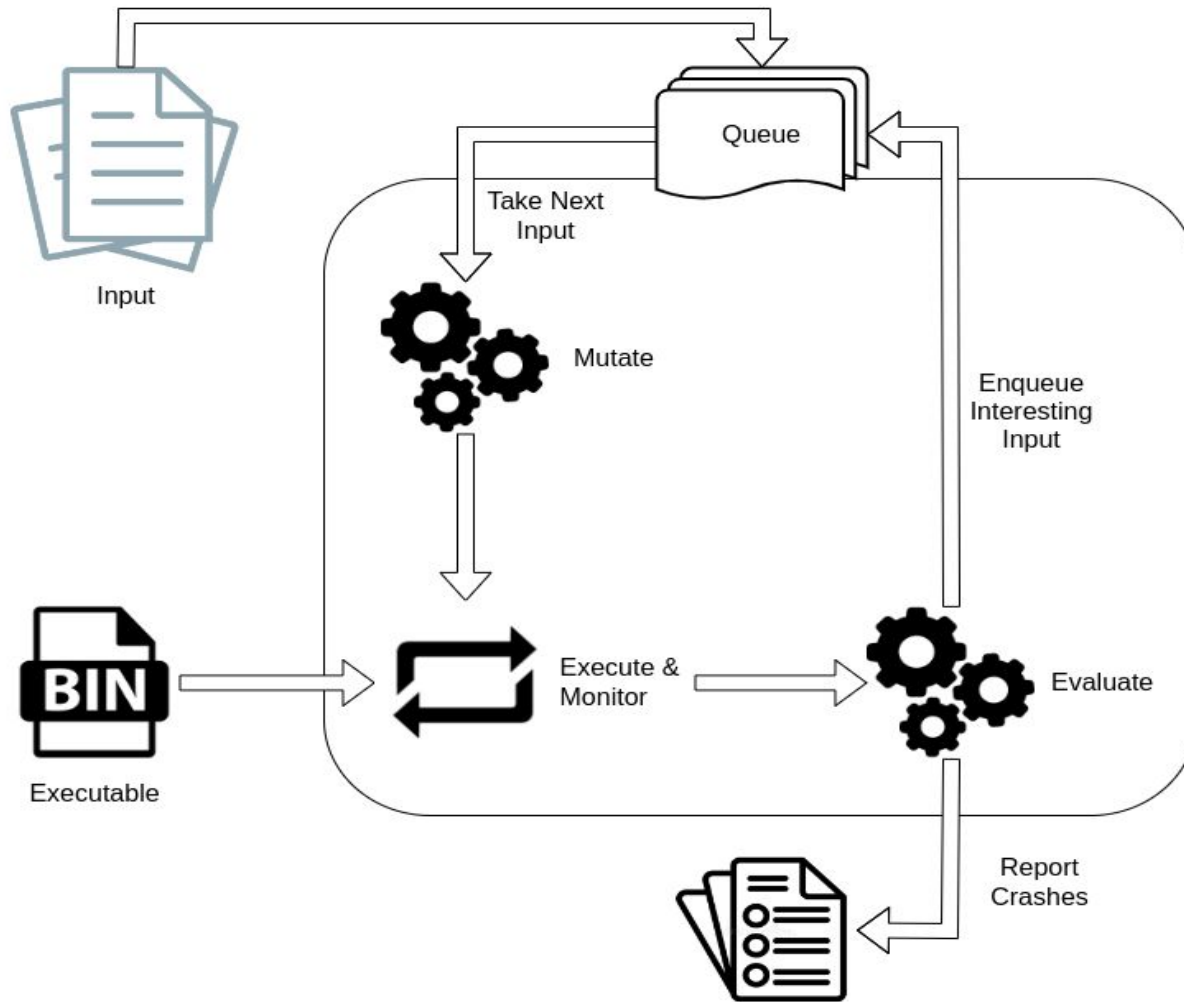 Queue
Take Next
Input
Input
Mutate
Enqueue
Interesting
Input
BIN
Execute &
Monitor
Evaluate
Executable
Report
Crashes